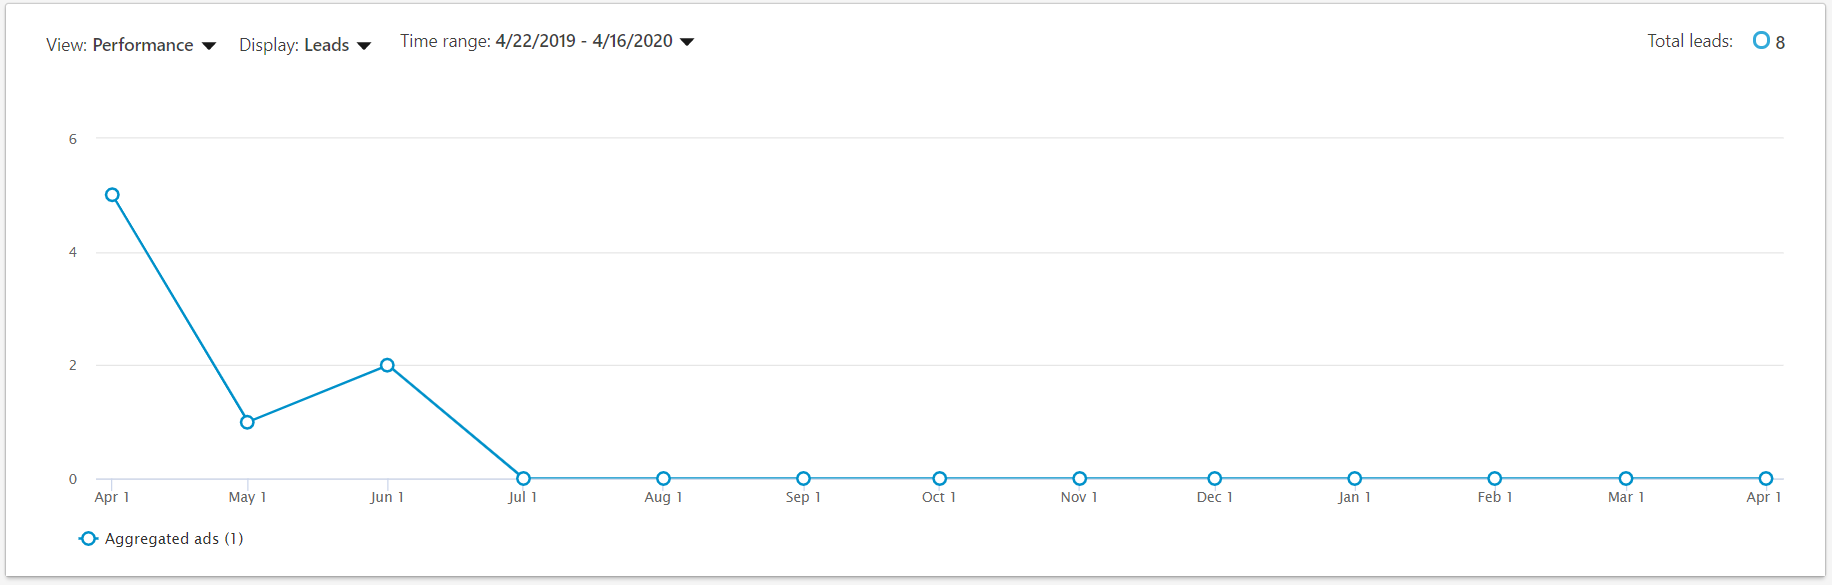 View: Performance Display: Leads Time range: 4/22/2019 - 4/16/2020 Total leads: 8
6
4
2
0
Apr 1 May 1 Jun 1 Jul 1 Aug 1 Sep 1 Oct 1 Nov 1 Dec 1 Jan 1 Feb 1 Mar 1 Apr 1
Aggregated ads (1)